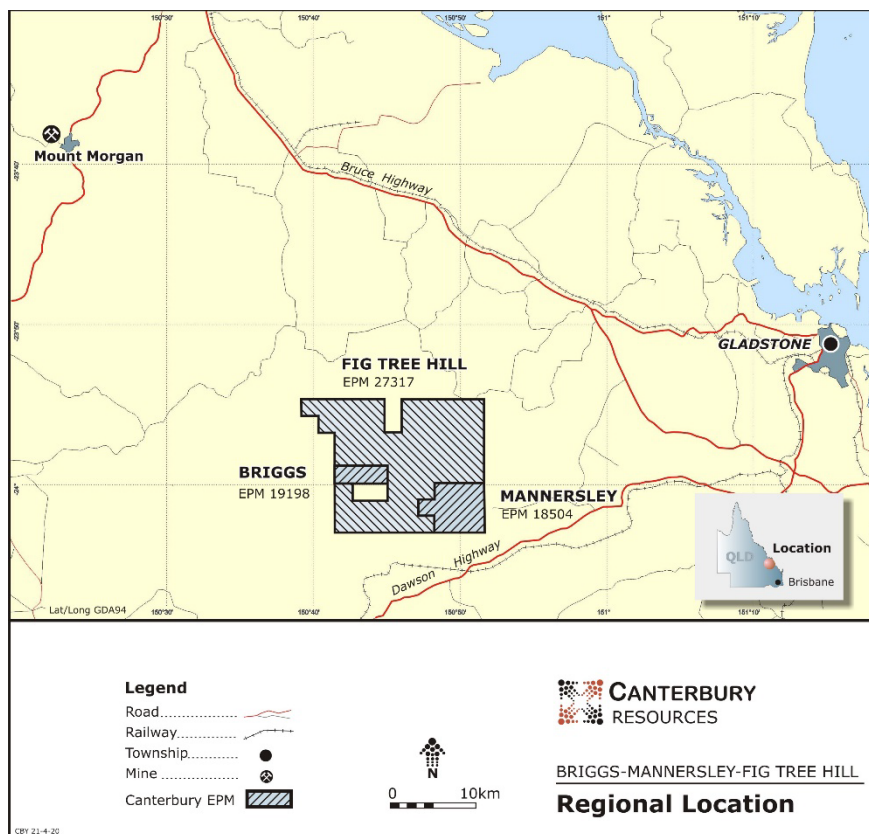 150°30'
150°40'
150°50'
151°
151°10'
Mount Morgan
-23°40'
Bruce Highway
-23°50'
GLADSTONE
FIG TREE HILL
EPM 27317
BRIGGS
EPM 19198
-24°
MANNERSLEY
EPM 18504
Dawson Highway
QLD
Location
Brisbane
Lat/Long GDA94
150°30'
150°40'
150°50'
151°
151°10'
Legend
Road
Railway
Township
Mine
Canterbury EPM
N
0 10km
CANTERBURY
RESOURCES
BRIGGS-MANNERSLEY-FIG TREE HILL
Regional Location
CBY 21-4-20